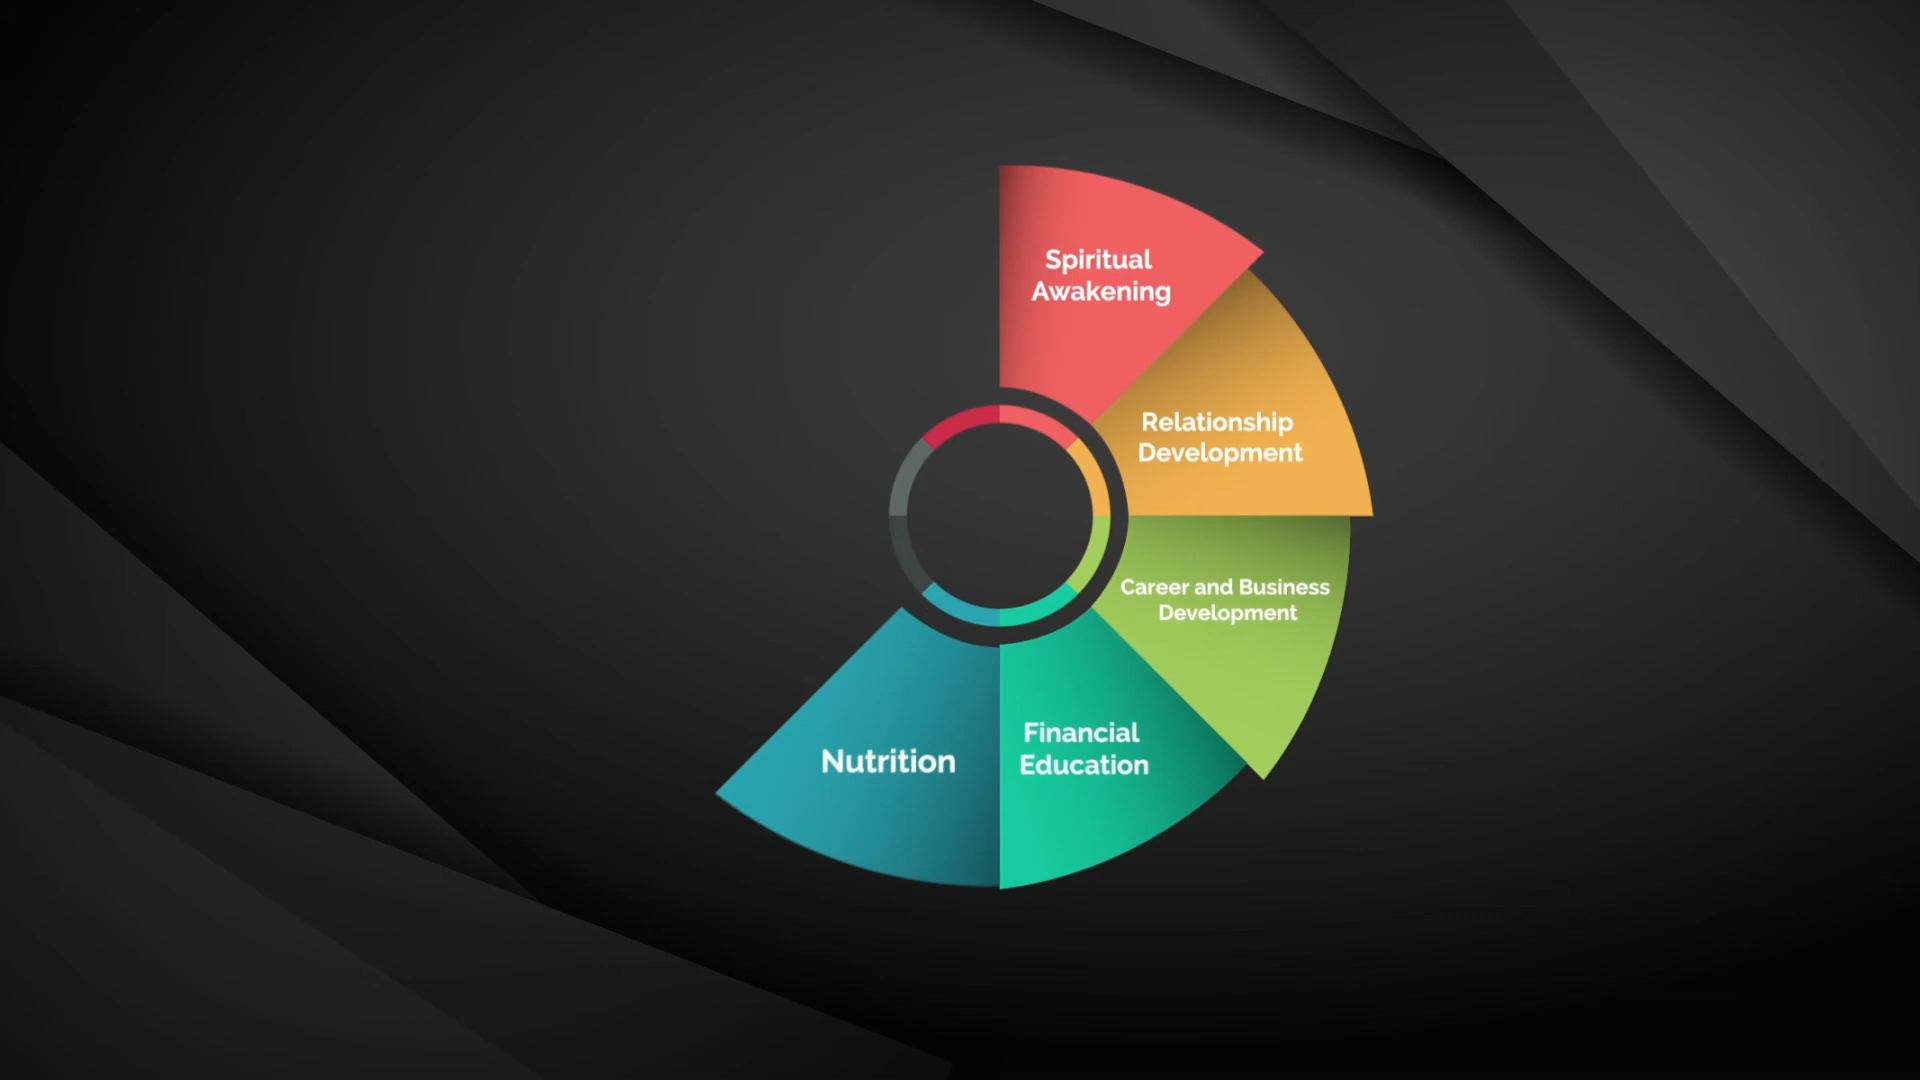 Spiritual
Awakening
Relationship
Development
Career and Business
Development
Financial
Education
Nutrition